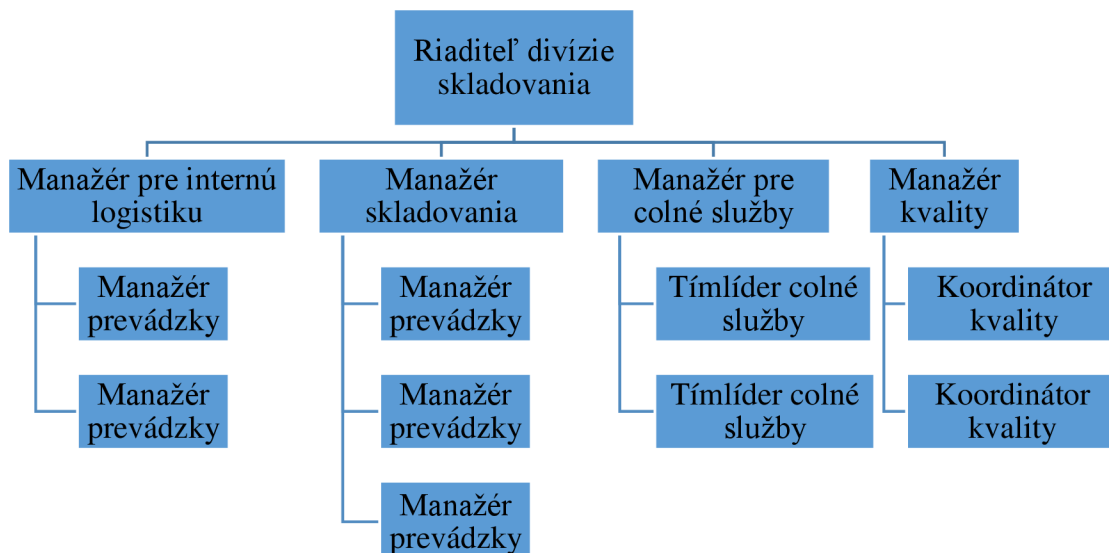 Riaditeľ divízie
skladovania
Manažér pre internú
logistiku
Manažér
prevádzky
Manažér
prevádzky
Manažér
skladovania
Manažér
prevádzky
Manažér
prevádzky
Manažér
prevádzky
Manažér pre
colné služby
Tímlíder colné
služby
Tímlíder colné
služby
Manažér
kvality
Koordinátor
kvality
Koordinátor
kvality